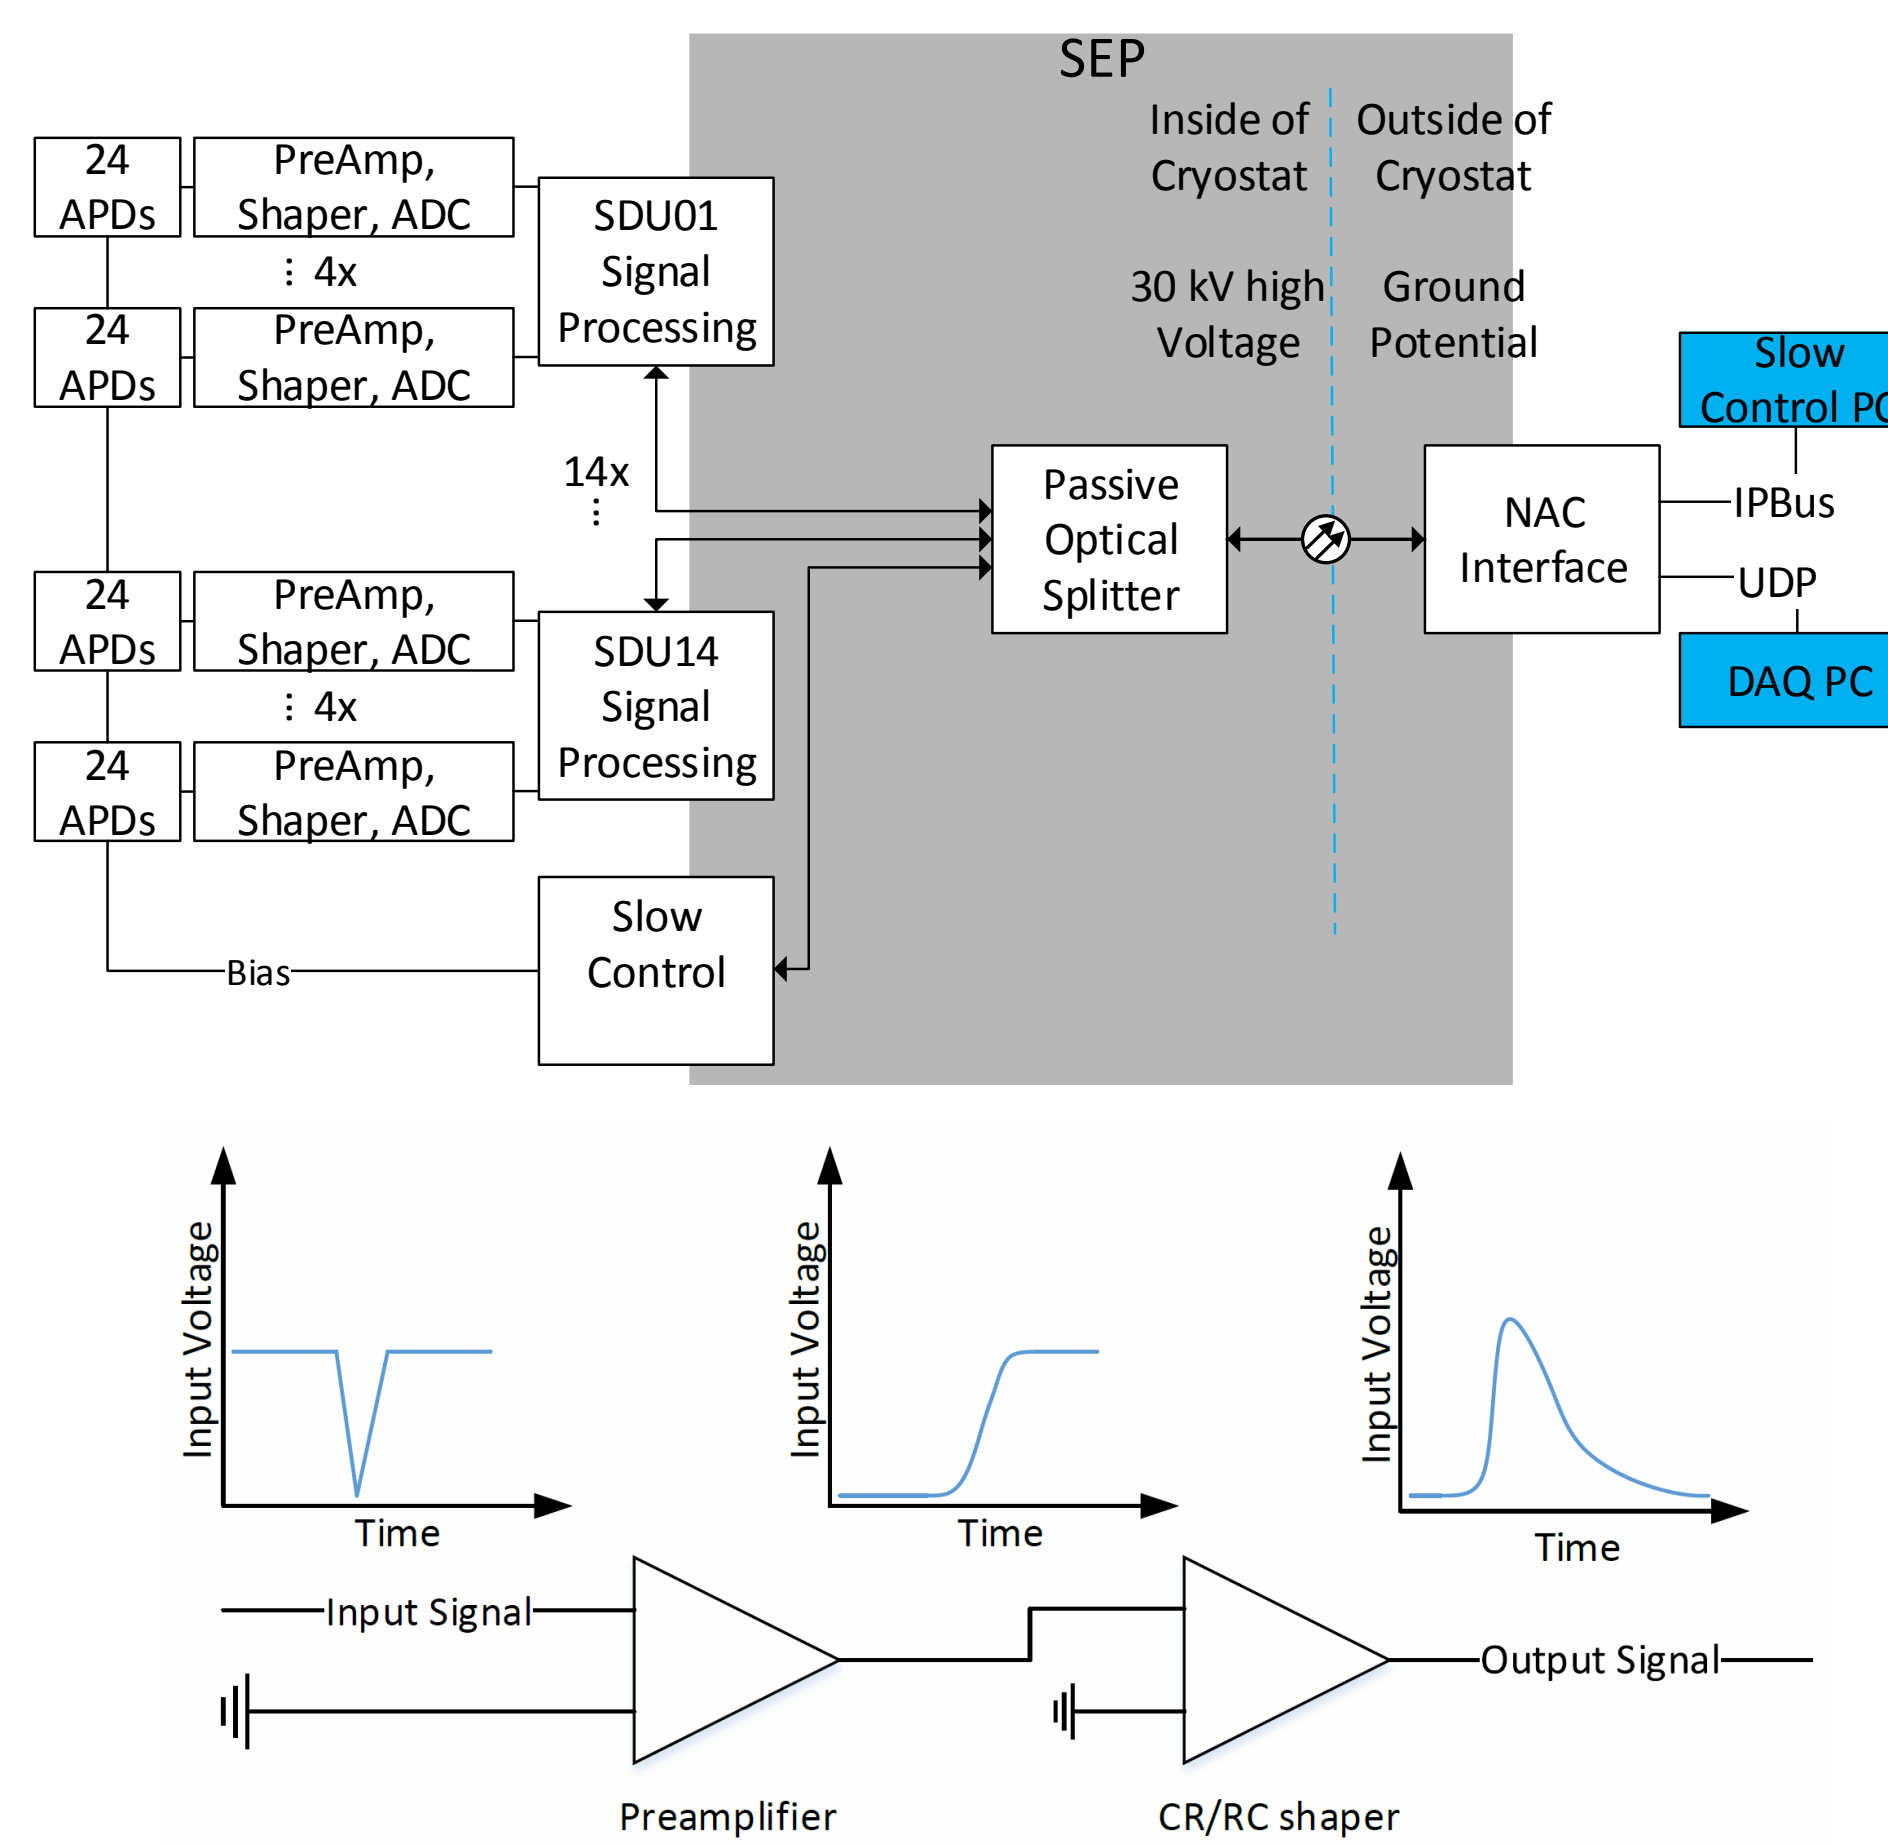 SEP
Inside of
Cryostat
Outside of
Cryostat
30 kV high
Voltage
Ground
Potential
24
APDs
PreAmp,
Shaper, ADC
⋮ 4x
24
APDs
PreAmp,
Shaper, ADC
SDU01
Signal
Processing
14x
⋮
24
APDs
PreAmp,
Shaper, ADC
⋮ 4x
24
APDs
PreAmp,
Shaper, ADC
SDU14
Signal
Processing
Slow
Control
Bias
Passive
Optical
Splitter
NAC
Interface
Slow
Control PC
IPBus
UDP
DAQ PC
Input Voltage
Time
Input Voltage
Time
Input Voltage
Time
Input Signal
Output Signal
Preamplifier
CR/RC shaper